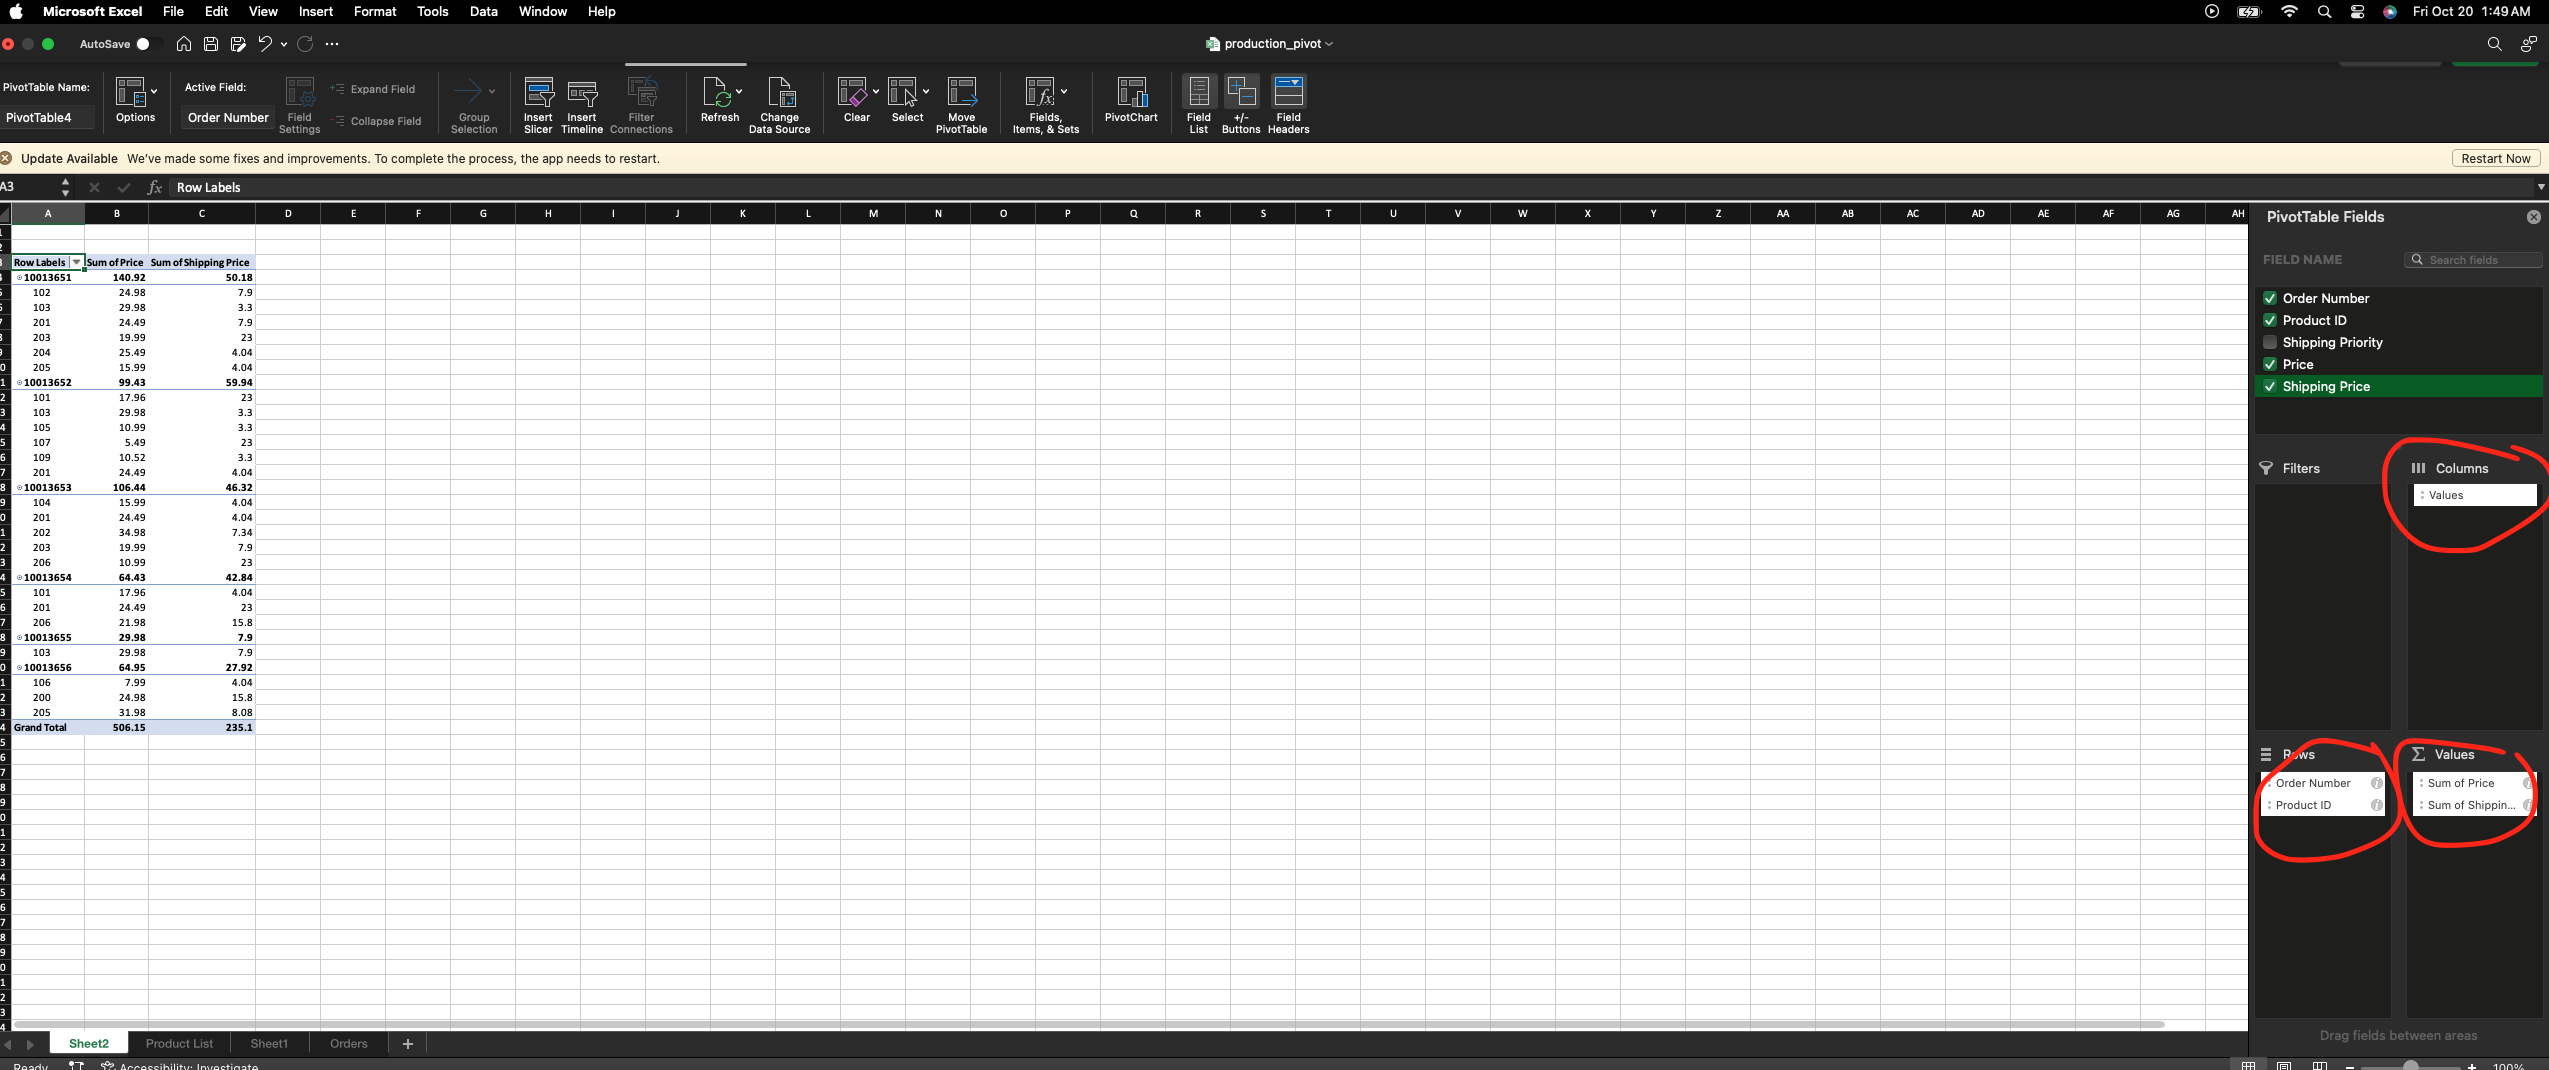 Microsoft Excel File Edit View Insert Format Tools Data Window Help Fri Oct 20 1:49 AM
AutoSave production_pivot
PivotTable Name: Active Field: Expand Field
PivotTable4 Options Order Number Field Settings Collapse Field Group Selection Insert Slicer Insert Timeline Filter Connections Refresh Change Data Source Clear Select Move PivotTable Fields, Items, & Sets PivotChart Field List +/- Buttons Field Headers
Update Available We've made some fixes and improvements. To complete the process, the app needs to restart. Restart Now
A3 fx Row Labels
A B C D E F G H I J K L M N O P Q R S T U V W X Y Z AA AB AC AD AE AF AG AH
Row Labels Sum of Price Sum of Shipping Price
10013651 140.92 50.18
102 24.98 7.9
103 29.98 3.3
201 24.49 7.9
203 19.99 23
204 25.49 4.04
205 15.99 4.04
10013652 99.43 59.94
101 17.96 23
103 29.98 3.3
105 10.99 3.3
107 5.49 23
109 10.52 3.3
201 24.49 4.04
10013653 106.44 46.32
104 15.99 4.04
201 24.49 4.04
202 34.98 7.34
203 19.99 7.9
206 10.99 23
10013654 64.43 42.84
101 17.96 4.04
201 24.49 23
206 21.98 15.8
10013655 29.98 7.9
103 29.98 7.9
10013656 64.95 27.92
106 7.99 4.04
200 24.98 15.8
205 31.98 8.08
Grand Total 506.15 235.1
PivotTable Fields
FIELD NAME Search fields
Order Number
Product ID
Shipping Priority
Price
Shipping Price
Filters Columns
Values
Rows Values
Order Number Sum of Price
Product ID Sum of Shippin...
Drag fields between areas
Sheet2 Product List Sheet1 Orders +
Ready Accessibility: Investigate 100%